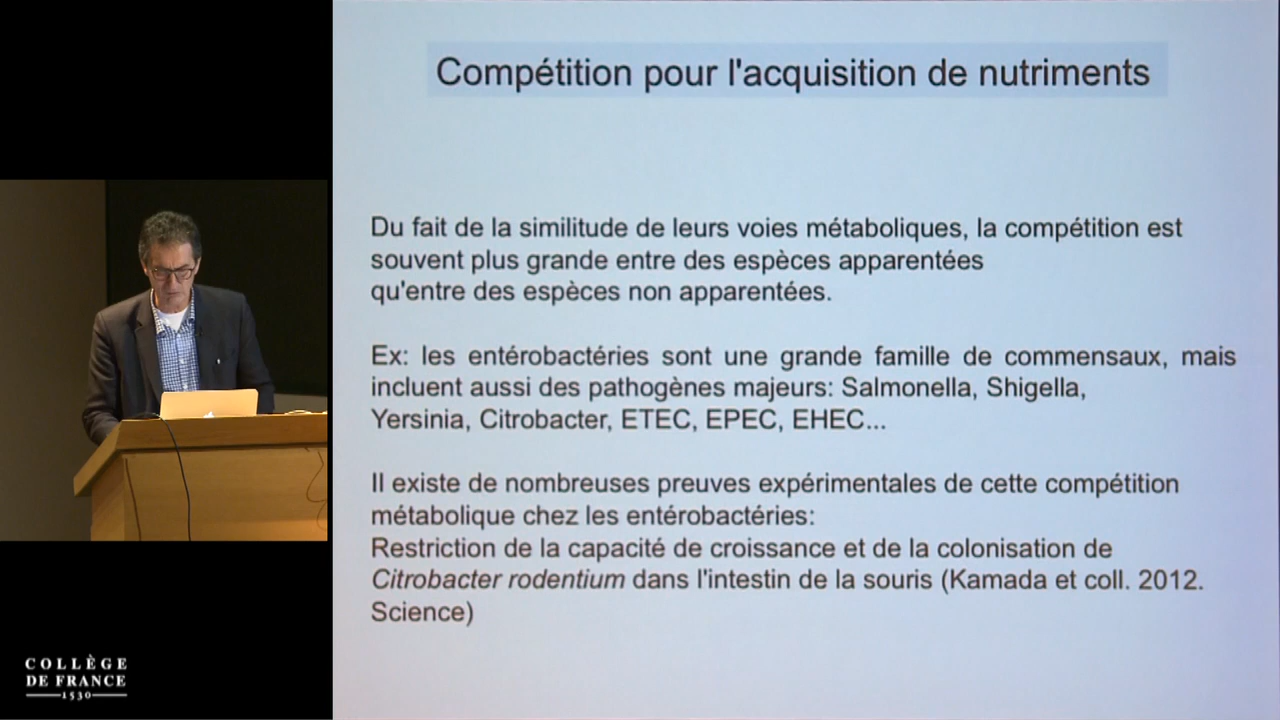 Compétition pour l'acquisition de nutriments
Du fait de la similitude de leurs voies métaboliques, la compétition est
souvent plus grande entre des espèces apparentées
qu'entre des espèces non apparentées.
Ex: les entérobactéries sont une grande famille de commensaux, mais
incluent aussi des pathogènes majeurs: Salmonella, Shigella,
Yersinia, Citrobacter, ETEC, EPEC, EHEC...
Il existe de nombreuses preuves expérimentales de cette compétition
métabolique chez les entérobactéries:
Restriction de la capacité de croissance et de la colonisation de
Citrobacter rodentium dans l'intestin de la souris (Kamada et coll. 2012.
Science)
COLLÈGE
DE FRANCE
1530